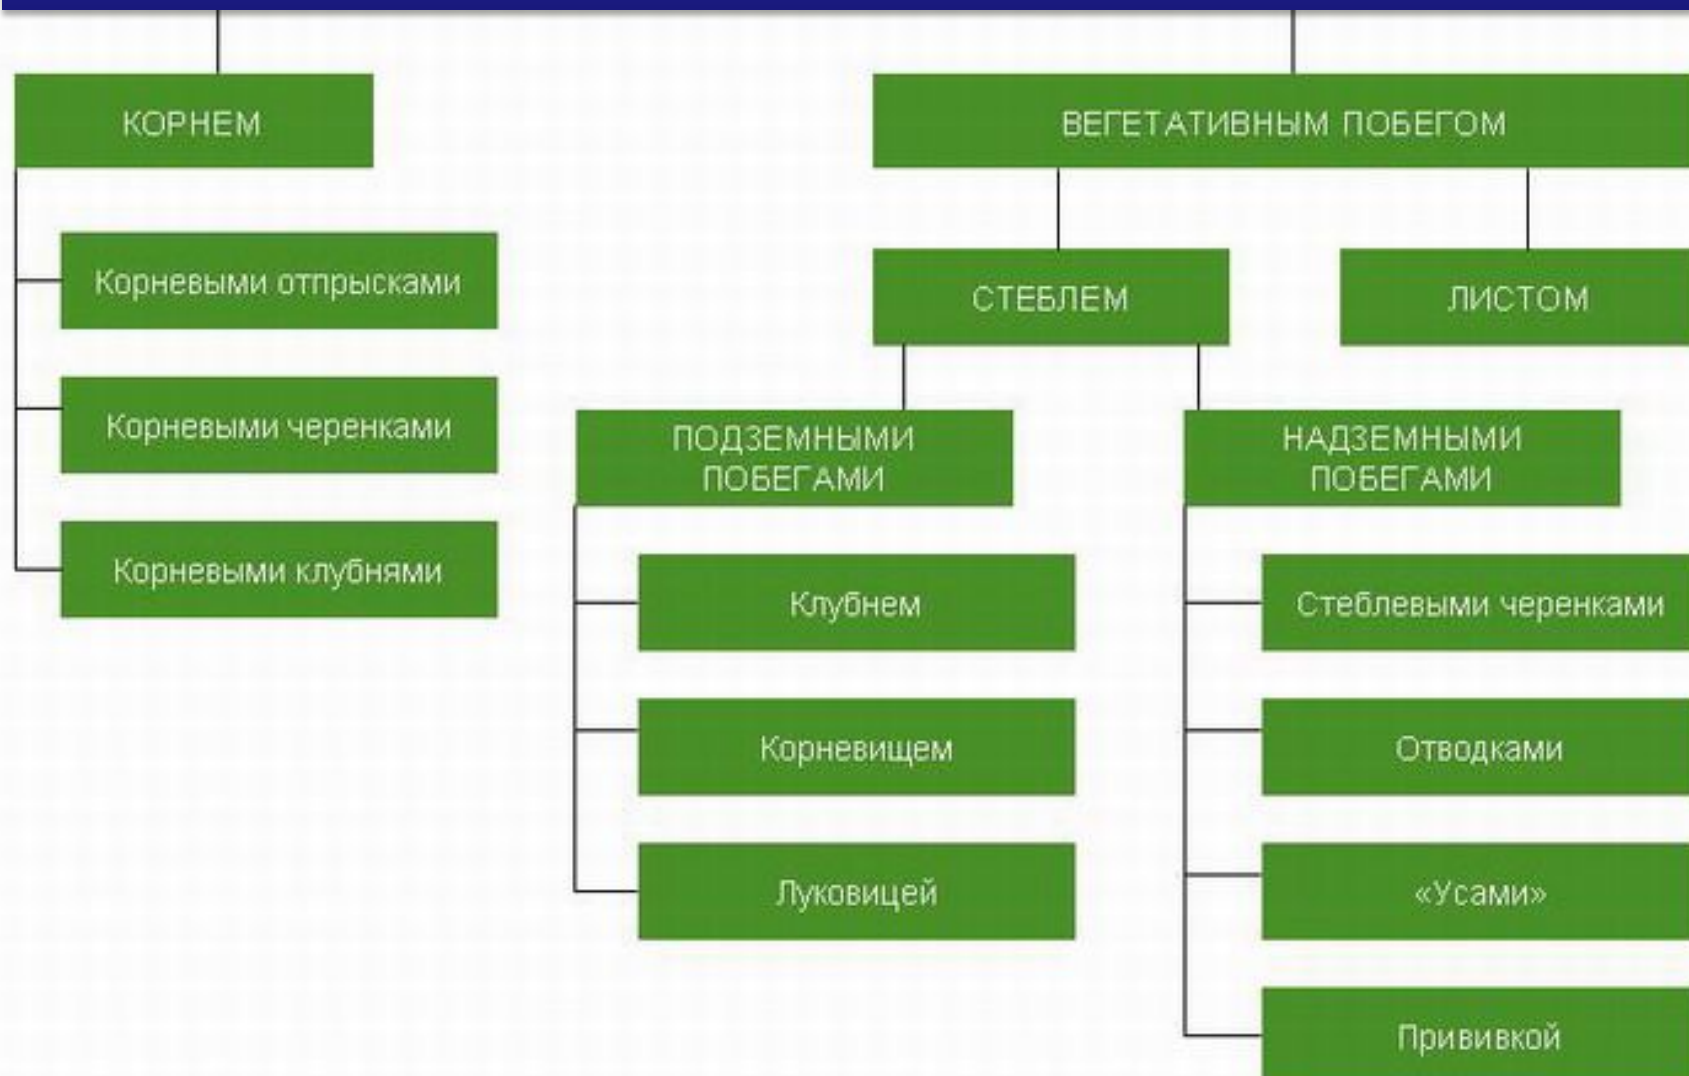 КОРНЕМ
Корневыми отпрысками
Корневыми черенками
Корневыми клубнями
ВЕГЕТАТИВНЫМ ПОБЕГОМ
СТЕБЛЕМ
ЛИСТОМ
ПОДЗЕМНЫМИ
ПОБЕГАМИ
Клубнем
Корневищем
Луковицей
НАДЗЕМНЫМИ
ПОБЕГАМИ
Стеблевыми черенками
Отводками
«Усами»
Прививкой